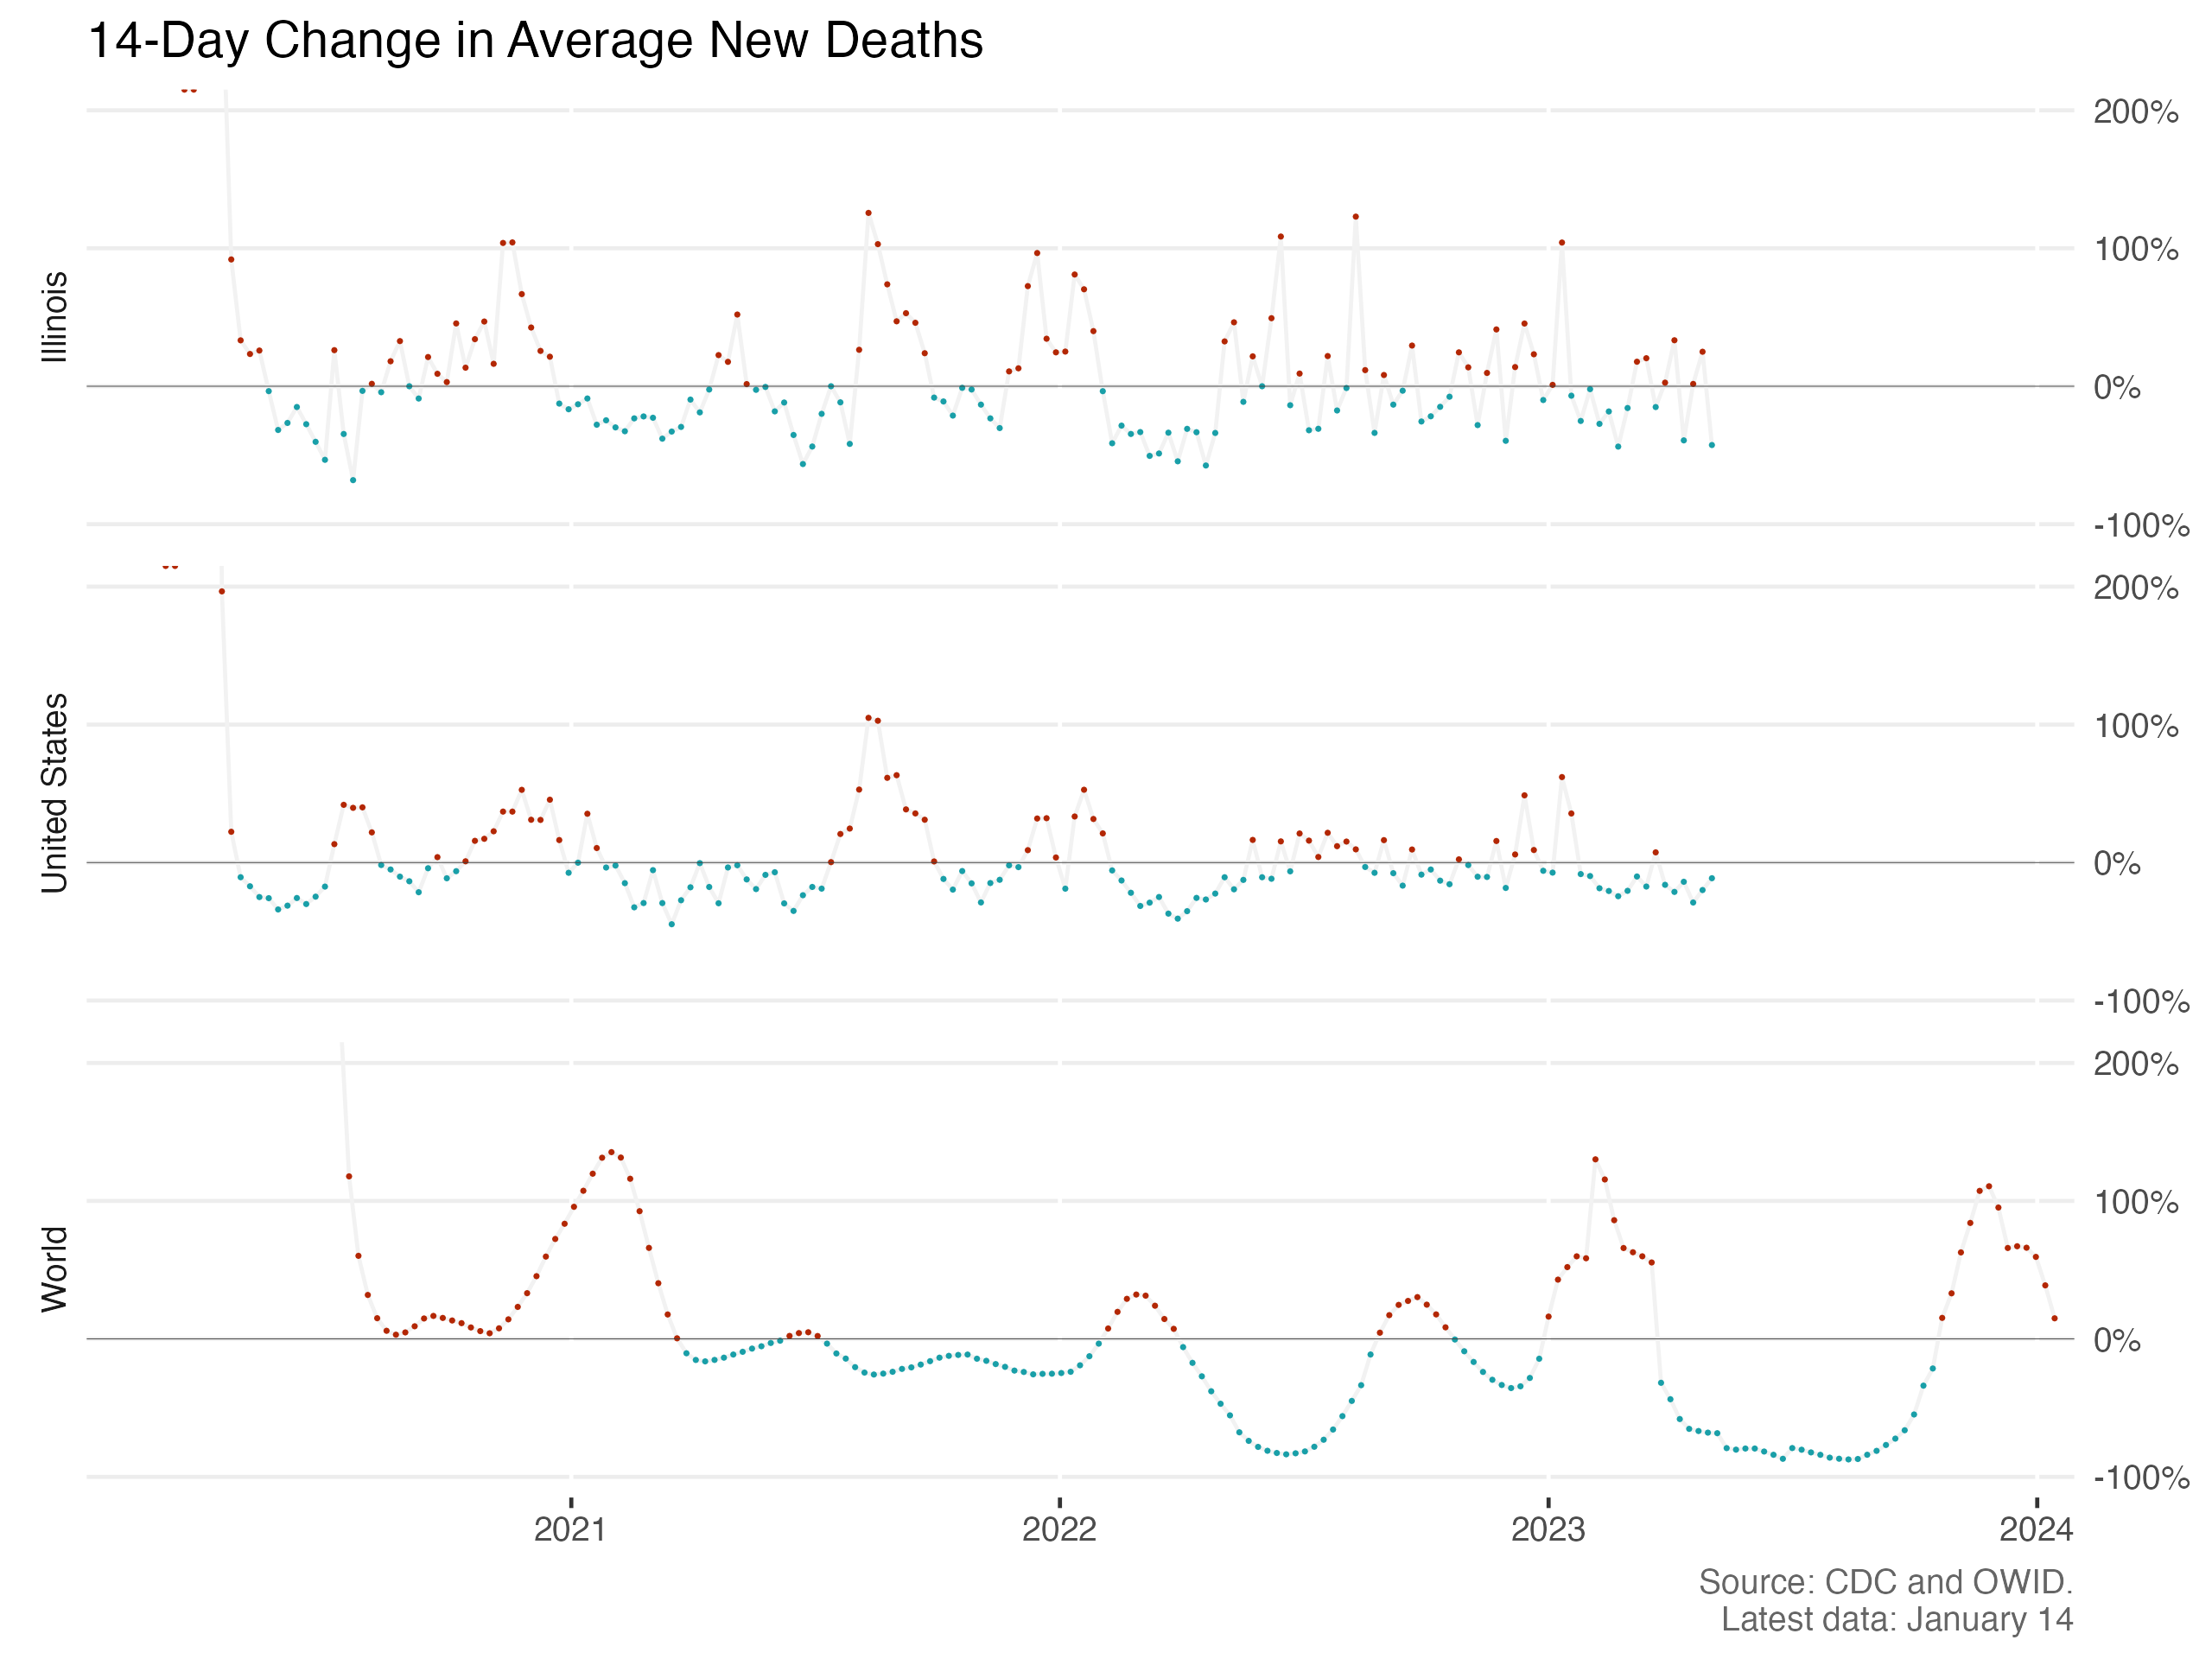 14-Day Change in Average New Deaths
Illinois
200%
100%
0%
-100%
United States
200%
100%
0%
-100%
World
200%
100%
0%
-100%
2021
2022
2023
2024
Source: CDC and OWID.
Latest data: January 14